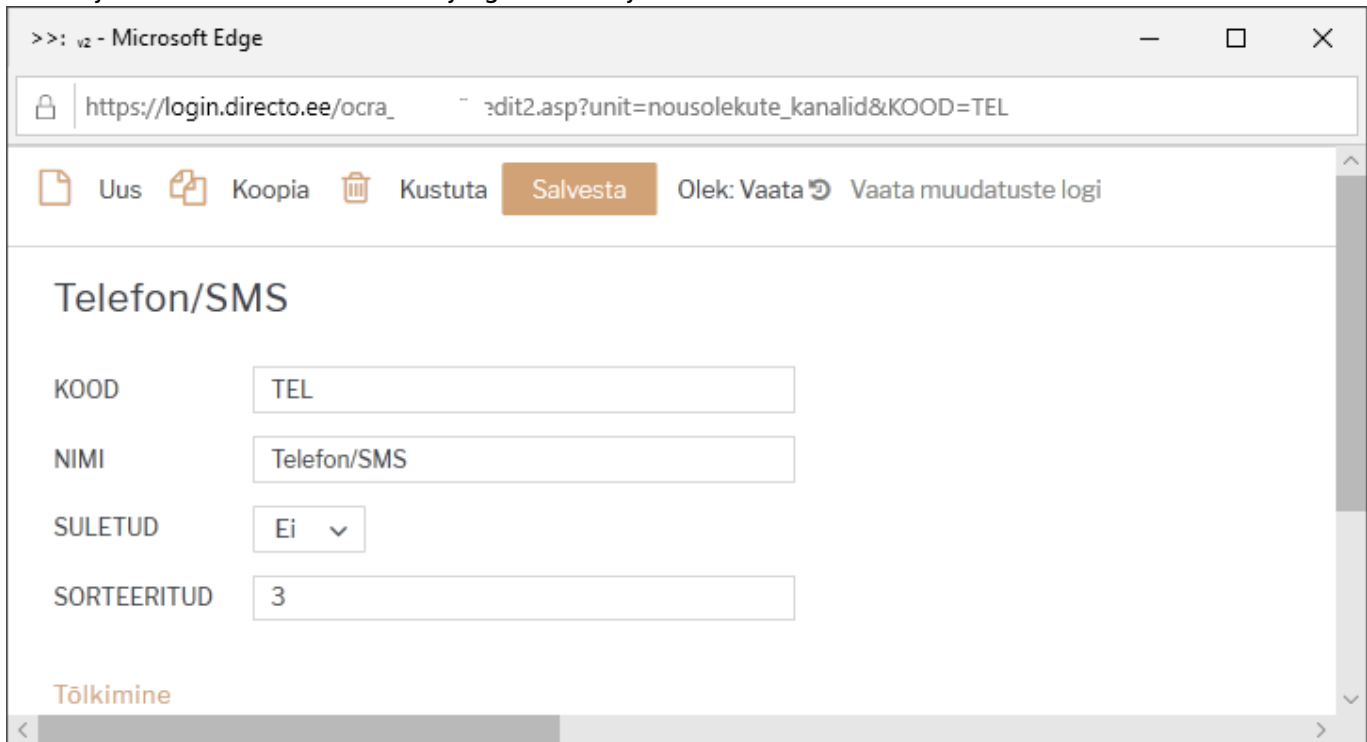 >>: v2 - Microsoft Edge
https://login.directo.ee/ocra_ edit2.asp?unit=nousolekute_kanalid&KOOD=TEL
Uus Koopia Kustuta Salvesta Olek: Vaata Vaata muudatuste logi
Telefon/SMS
KOOD TEL
NIMI Telefon/SMS
SULETUD Ei
SORTEERITUD 3
Tõlkimine